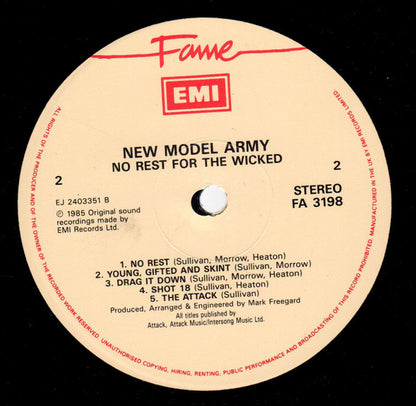 Fame
EMI
NEW MODEL ARMY
NO REST FOR THE WICKED
2
2
EJ 2403351 B
STEREO
FA 3198
℗ 1985 Original sound
recordings made by
EMI Records Ltd.
1. NO REST (Sullivan, Morrow, Heaton)
2. YOUNG, GIFTED AND SKINT (Sullivan, Morrow)
3. DRAG IT DOWN (Sullivan, Morrow, Heaton)
4. SHOT 18 (Sullivan, Morrow, Heaton)
5. THE ATTACK (Sullivan)
Produced, Arranged & Engineered by Mark Freegard
All titles published by
Attack, Attack Music/Intersong Music Ltd.
ALL RIGHTS OF THE PRODUCER AND OF THE OWNER OF THE RECORDED WORK RESERVED. UNAUTHORISED COPYING, HIRING, RENTING, PUBLIC PERFORMANCE AND BROADCASTING OF THIS RECORD PROHIBITED. MANUFACTURED IN THE U.K. BY EMI RECORDS LIMITED.